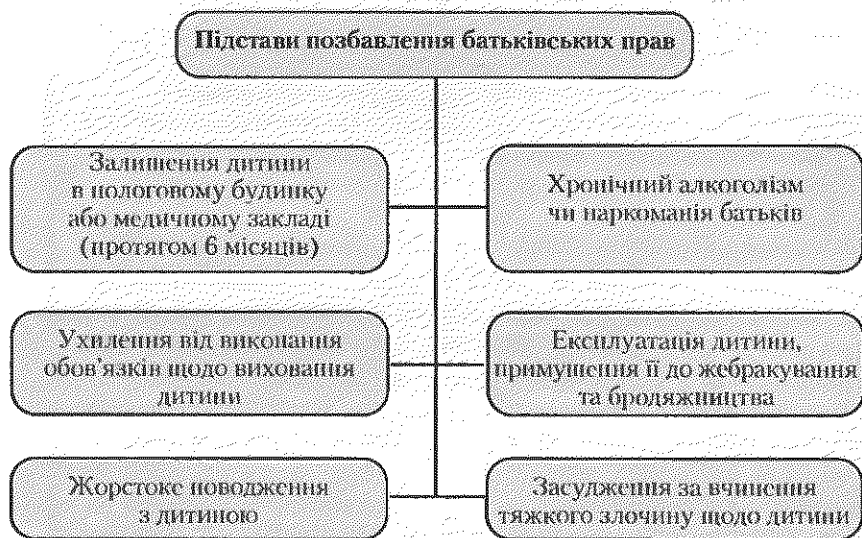 Підстави позбавлення батьківських прав
Залишення дитини
в пологовому будинку
або медичному закладі
(протягом 6 місяців)
Хронічний алкоголізм
чи наркоманія батьків
Ухилення від виконання
обов’язків щодо виховання
дитини
Експлуатація дитини,
примушення її до жебракування
та бродяжництва
Жорстоке поводження
з дитиною
Засудження за вчинення
тяжкого злочину щодо дитини